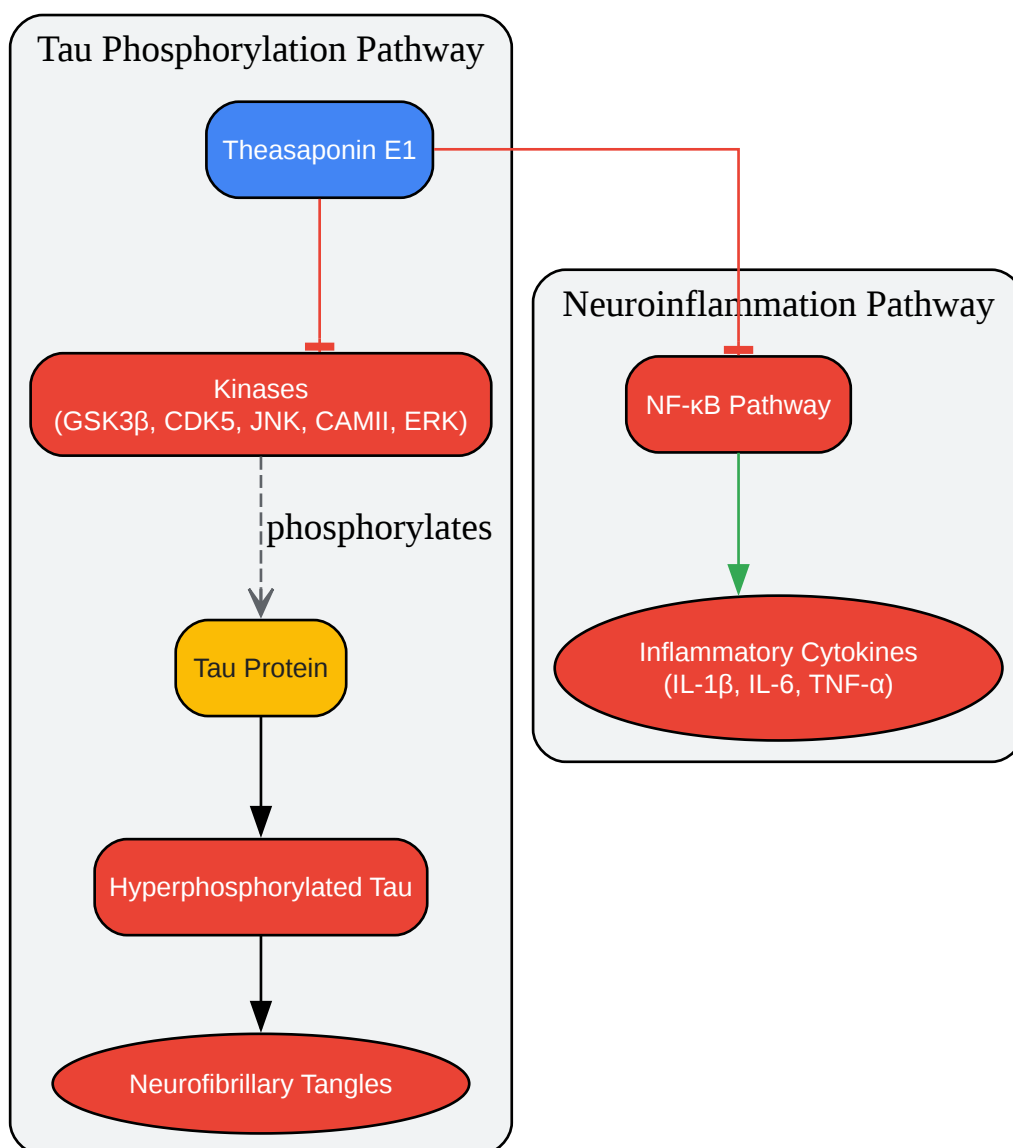 Tau Phosphorylation Pathway
Theasaponin E1
Kinases
(GSK3β, CDK5, JNK, CAMII, ERK)
phosphorylates
Tau Protein
Hyperphosphorylated Tau
Neurofibrillary Tangles
Neuroinflammation Pathway
NF-κB Pathway
Inflammatory Cytokines
(IL-1β, IL-6, TNF-α)